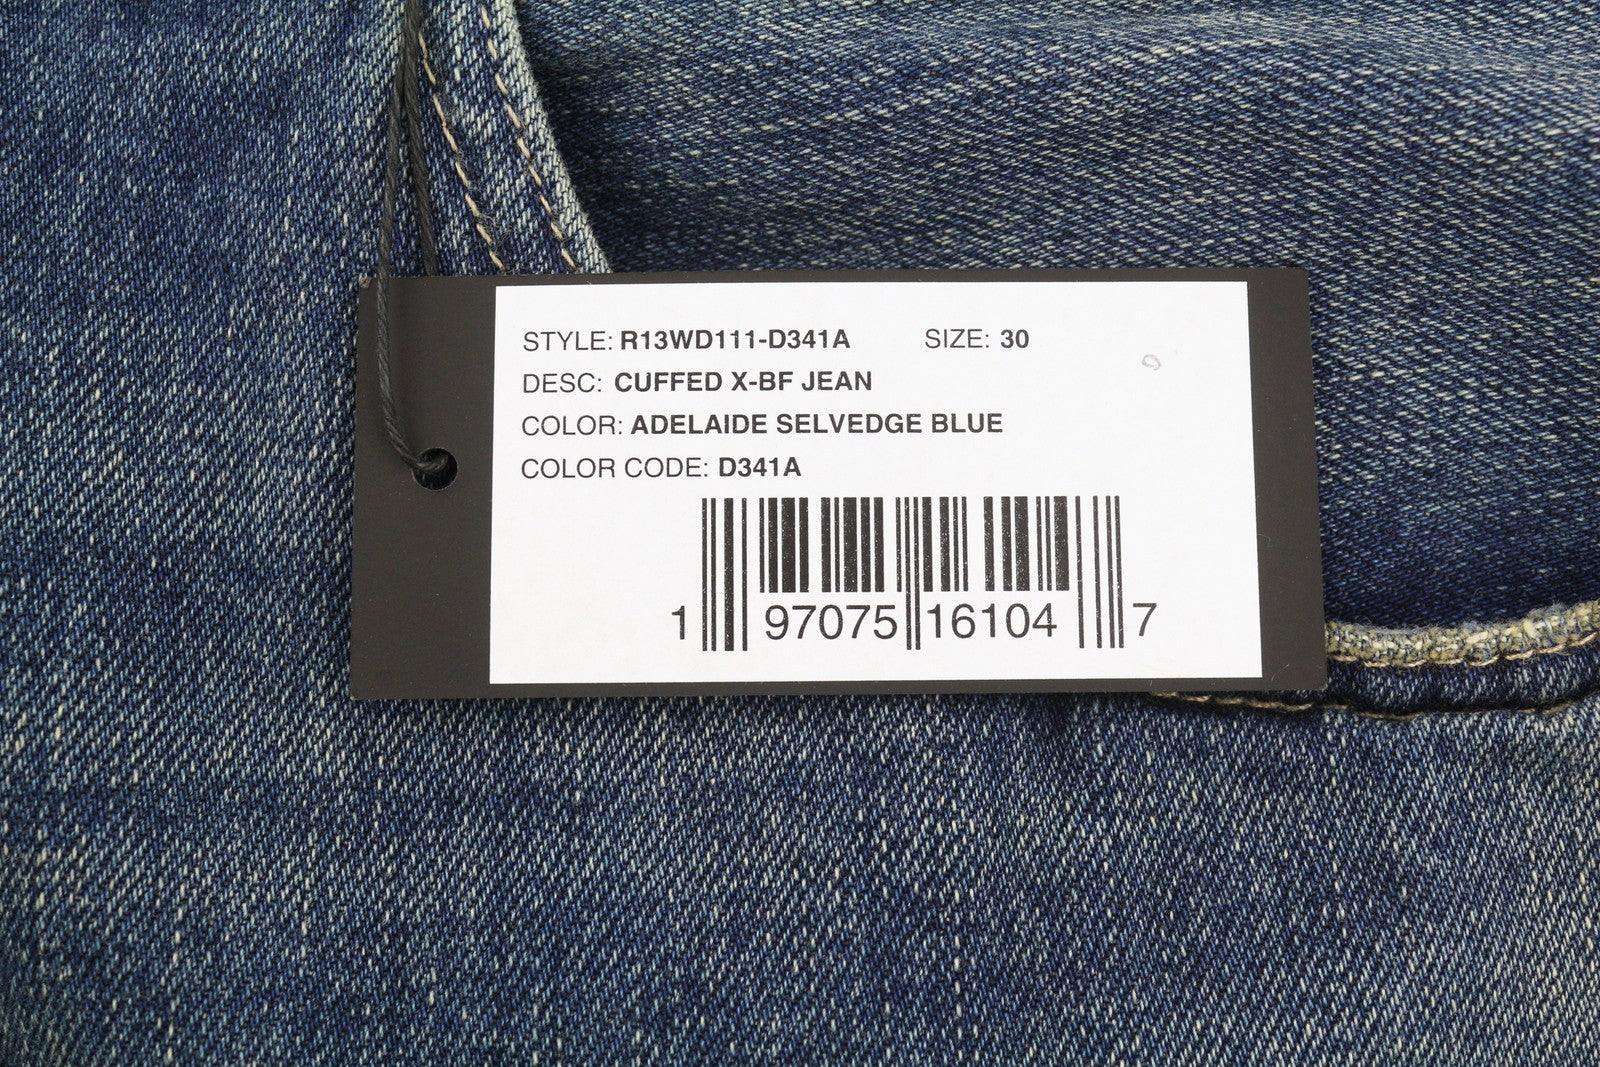 STYLE: R13WD111-D341A SIZE: 30
DESC: CUFFED X-BF JEAN
COLOR: ADELAIDE SELVEDGE BLUE
COLOR CODE: D341A
1 97075 16104 7